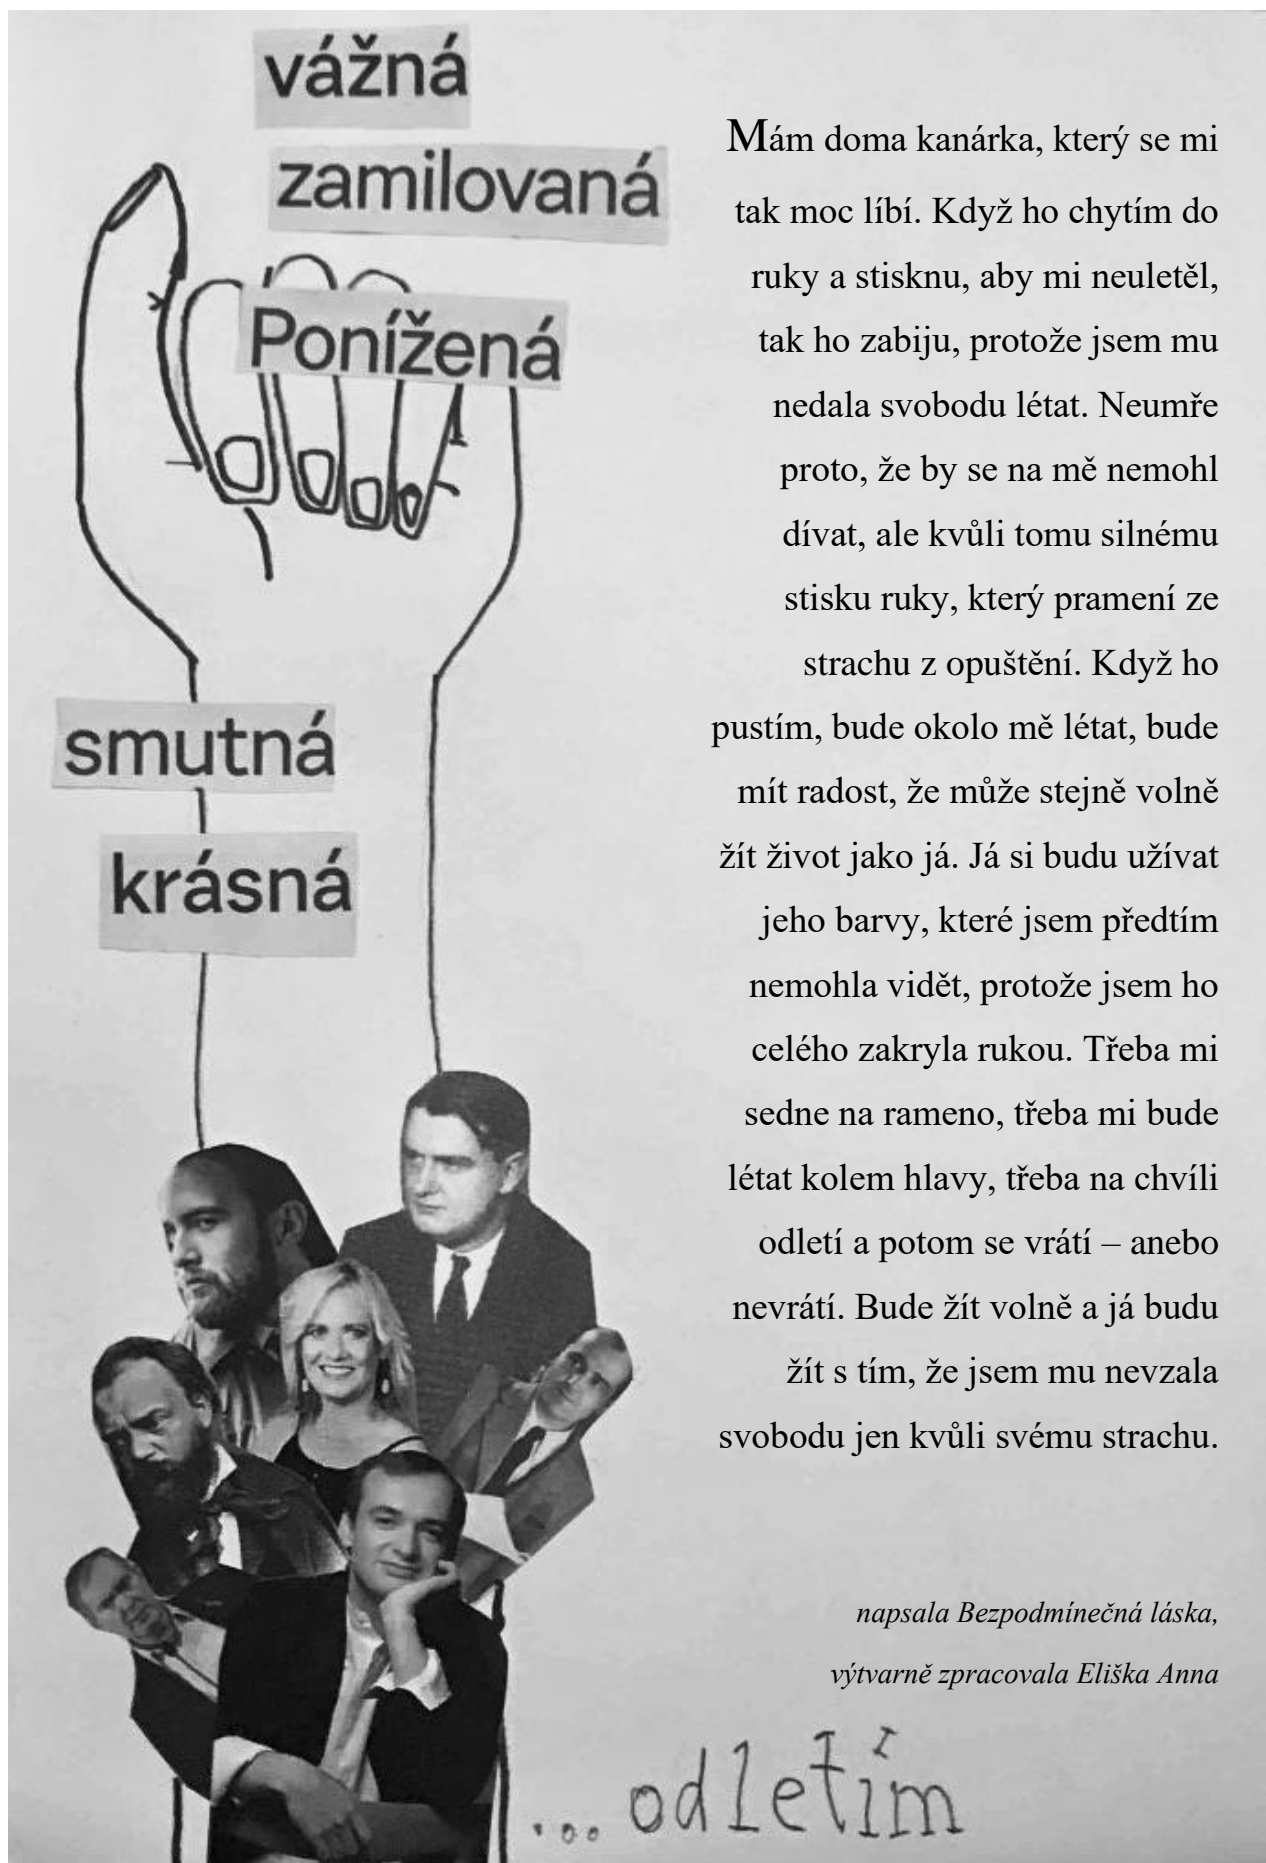 vážná
zamilovaná
Ponížená
smutná
krásná
Mám doma kanárka, který se mi
tak moc líbí. Když ho chytím do
ruky a stisknu, aby mi neuletěl,
tak ho zabiju, protože jsem mu
nedala svobodu létat. Neumře
proto, že by se na mě nemohl
dívat, ale kvůli tomu silnému
stisku ruky, který pramení ze
strachu z opuštění. Když ho
pustím, bude okolo mě létat, bude
mít radost, že může stejně volně
žít život jako já. Já si budu užívat
jeho barvy, které jsem předtím
nemohla vidět, protože jsem ho
celého zakryla rukou. Třeba mi
sedne na rameno, třeba mi bude
létat kolem hlavy, třeba na chvíli
odletí a potom se vrátí – anebo
nevrátí. Bude žít volně a já budu
žít s tím, že jsem mu nevzala
svobodu jen kvůli svému strachu.
napsala Bezpodmínečná láska,
výtvarně zpracovala Eliška Anna
...odletím